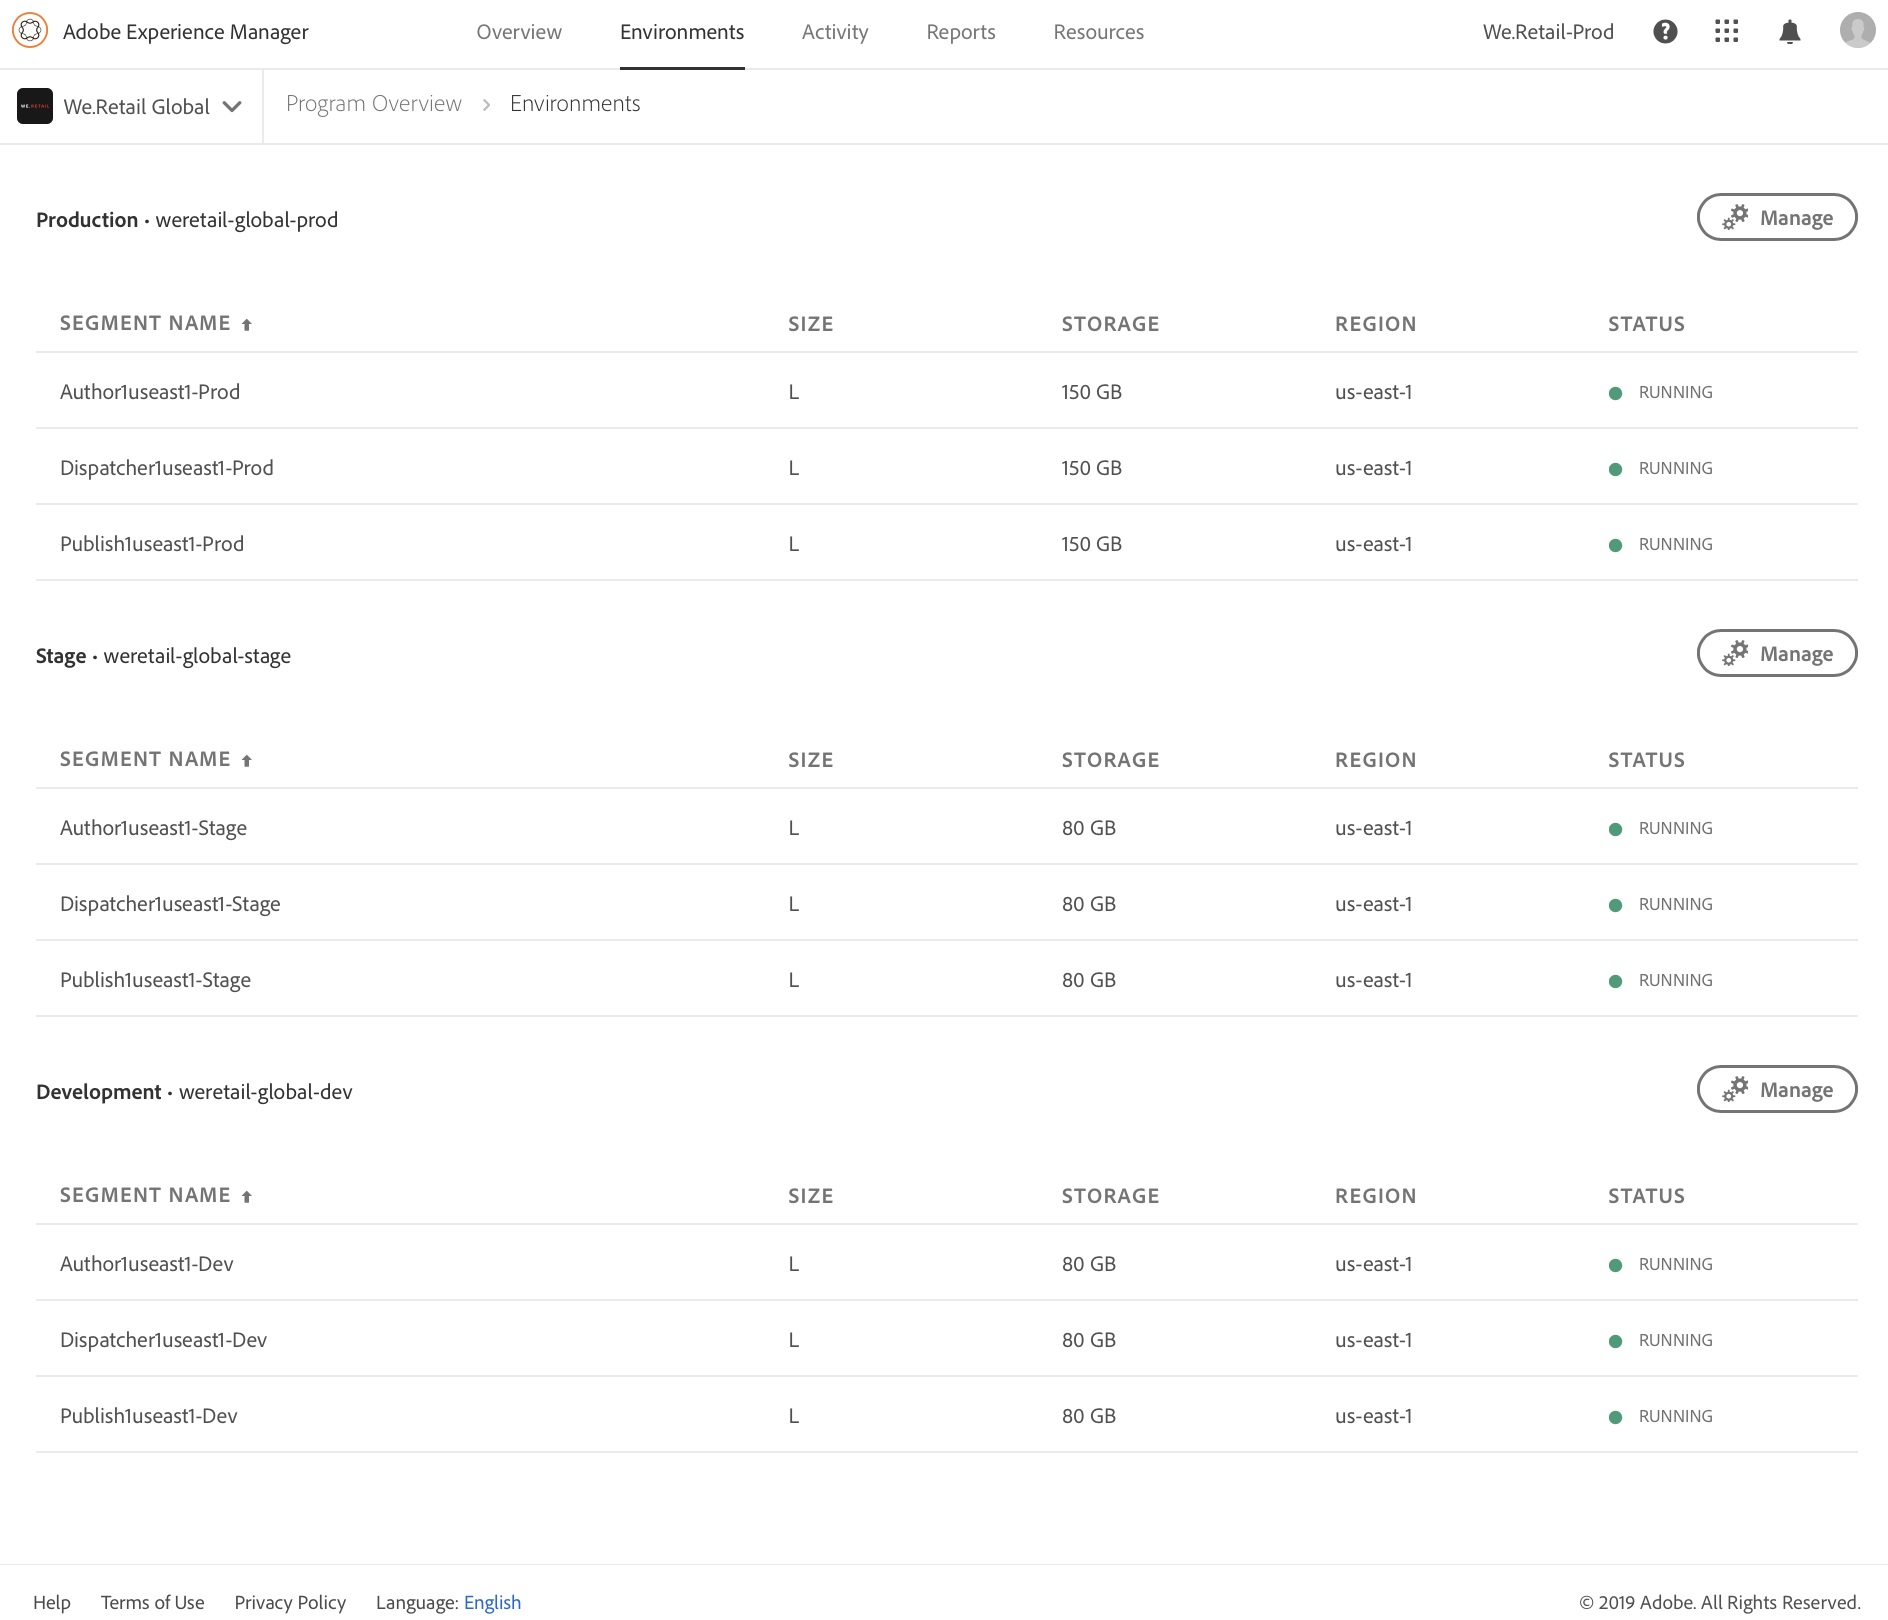 Adobe Experience Manager Overview Environments Activity Reports Resources We.Retail-Prod
WE.RETAIL We.Retail Global Program Overview > Environments
Production • weretail-global-prod Manage
SEGMENT NAME SIZE STORAGE REGION STATUS
Author1useast1-Prod L 150 GB us-east-1 RUNNING
Dispatcher1useast1-Prod L 150 GB us-east-1 RUNNING
Publish1useast1-Prod L 150 GB us-east-1 RUNNING
Stage • weretail-global-stage Manage
SEGMENT NAME SIZE STORAGE REGION STATUS
Author1useast1-Stage L 80 GB us-east-1 RUNNING
Dispatcher1useast1-Stage L 80 GB us-east-1 RUNNING
Publish1useast1-Stage L 80 GB us-east-1 RUNNING
Development • weretail-global-dev Manage
SEGMENT NAME SIZE STORAGE REGION STATUS
Author1useast1-Dev L 80 GB us-east-1 RUNNING
Dispatcher1useast1-Dev L 80 GB us-east-1 RUNNING
Publish1useast1-Dev L 80 GB us-east-1 RUNNING
Help Terms of Use Privacy Policy Language: English © 2019 Adobe. All Rights Reserved.